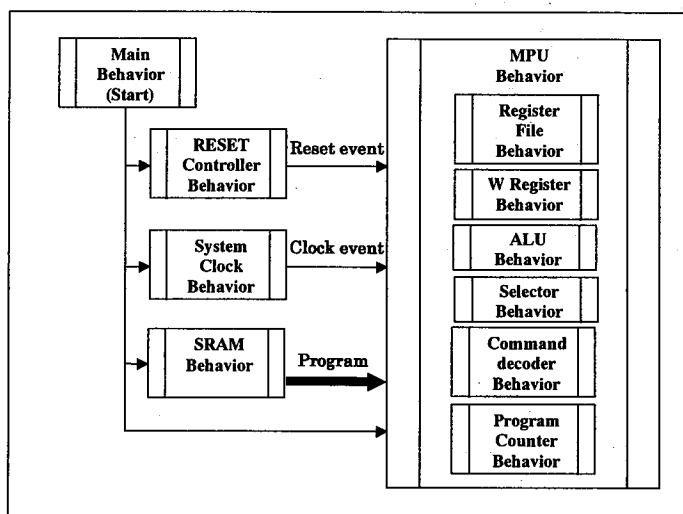 Main
Behavior
(Start)
RESET
Controller
Behavior
Reset event
System
Clock
Behavior
Clock event
SRAM
Behavior
Program
MPU
Behavior
Register
File
Behavior
W Register
Behavior
ALU
Behavior
Selector
Behavior
Command
decoder
Behavior
Program
Counter
Behavior